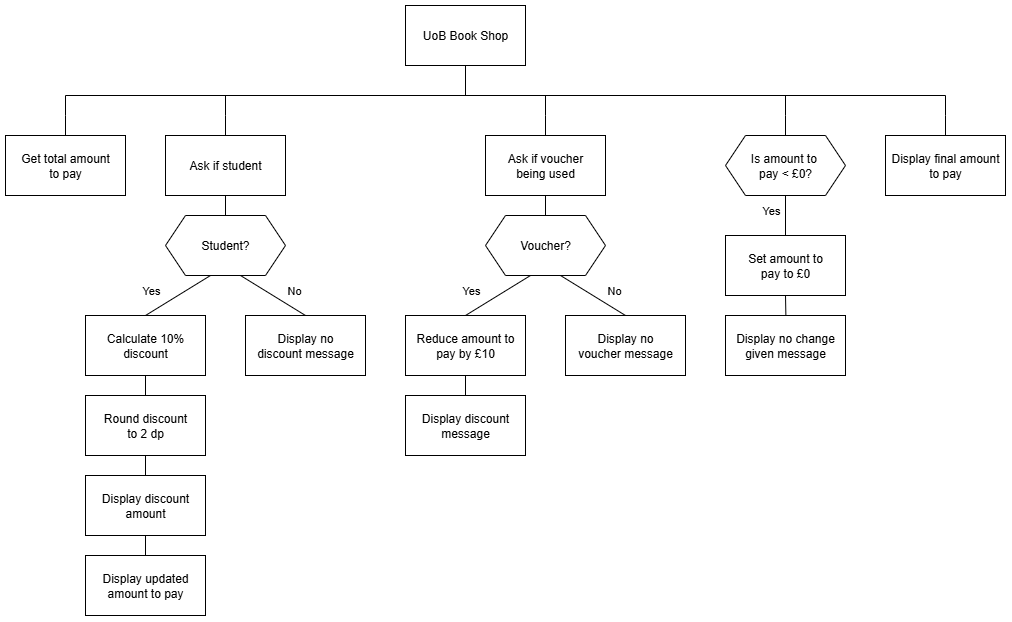 UoB Book Shop
Get total amount
to pay
Ask if student
Ask if voucher
being used
Is amount to
pay < £0?
Display final amount
to pay
Student?
Voucher?
Yes
Set amount to
pay to £0
Yes
No
Yes
No
Calculate 10%
discount
Display no
discount message
Reduce amount to
pay by £10
Display no
voucher message
Display no change
given message
Round discount
to 2 dp
Display discount
message
Display discount
amount
Display updated
amount to pay